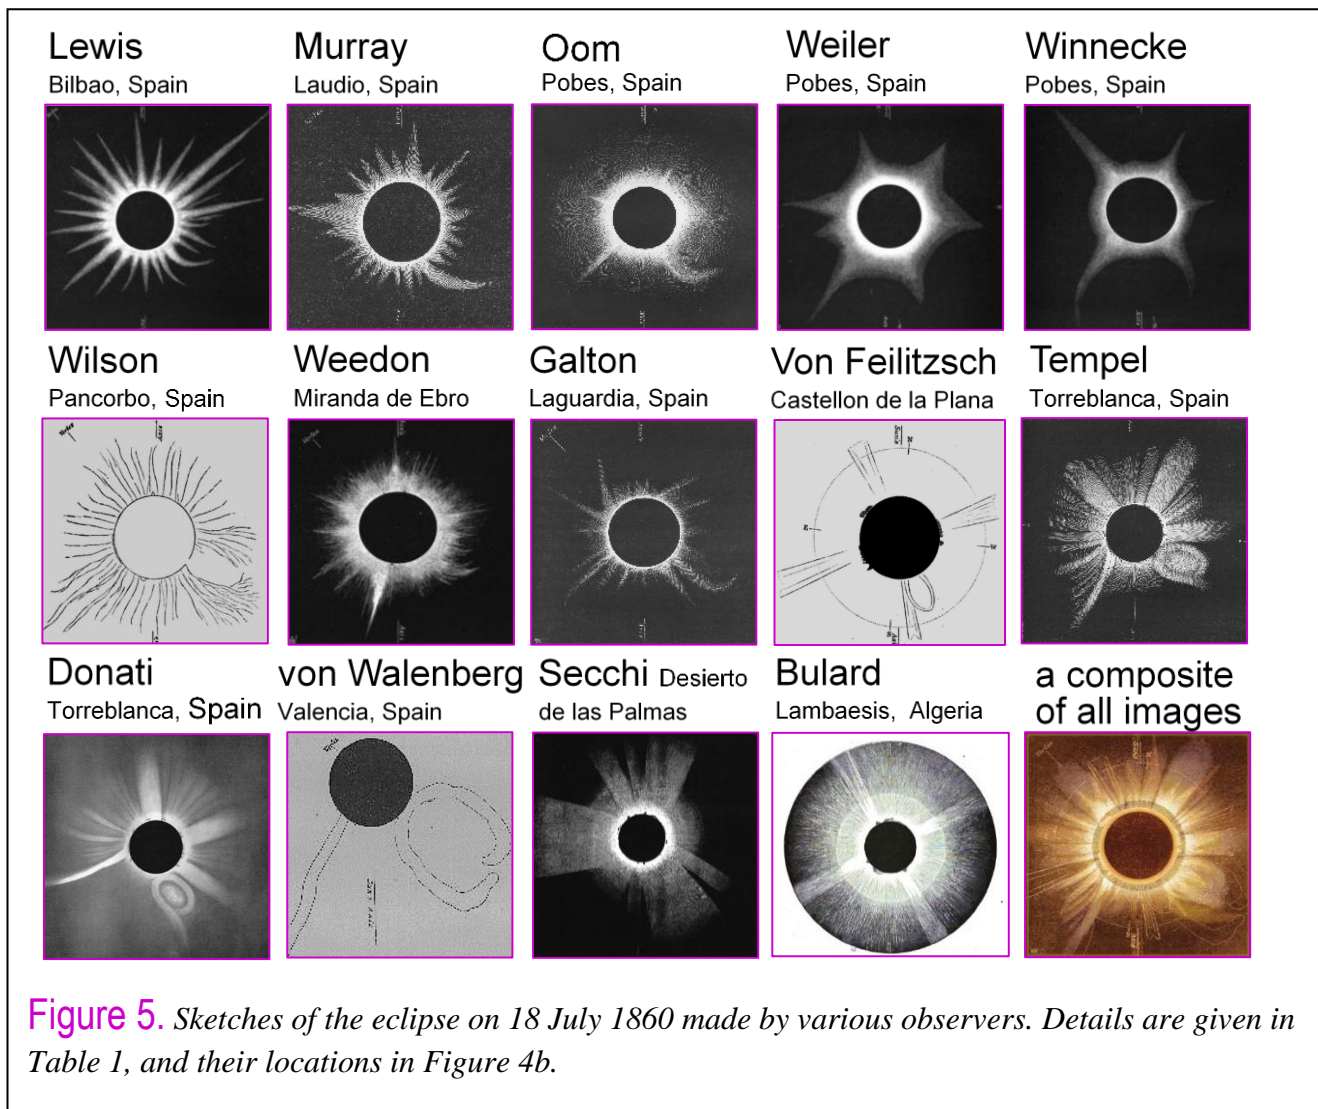 Lewis
Bilbao, Spain
Murray
Laudio, Spain
Oom
Pobes, Spain
Weiler
Pobes, Spain
Winnecke
Pobes, Spain
Wilson
Pancorbo, Spain
Weedon
Miranda de Ebro
Galton
Laguardia, Spain
Von Feilitzsch
Castellon de la Plana
Tempel
Torreblanca, Spain
Donati
Torreblanca, Spain
von Walenberg
Valencia, Spain
Secchi Desierto
de las Palmas
Bulard
Lambaesis, Algeria
a composite
of all images
Figure 5. Sketches of the eclipse on 18 July 1860 made by various observers. Details are given in
Table 1, and their locations in Figure 4b.